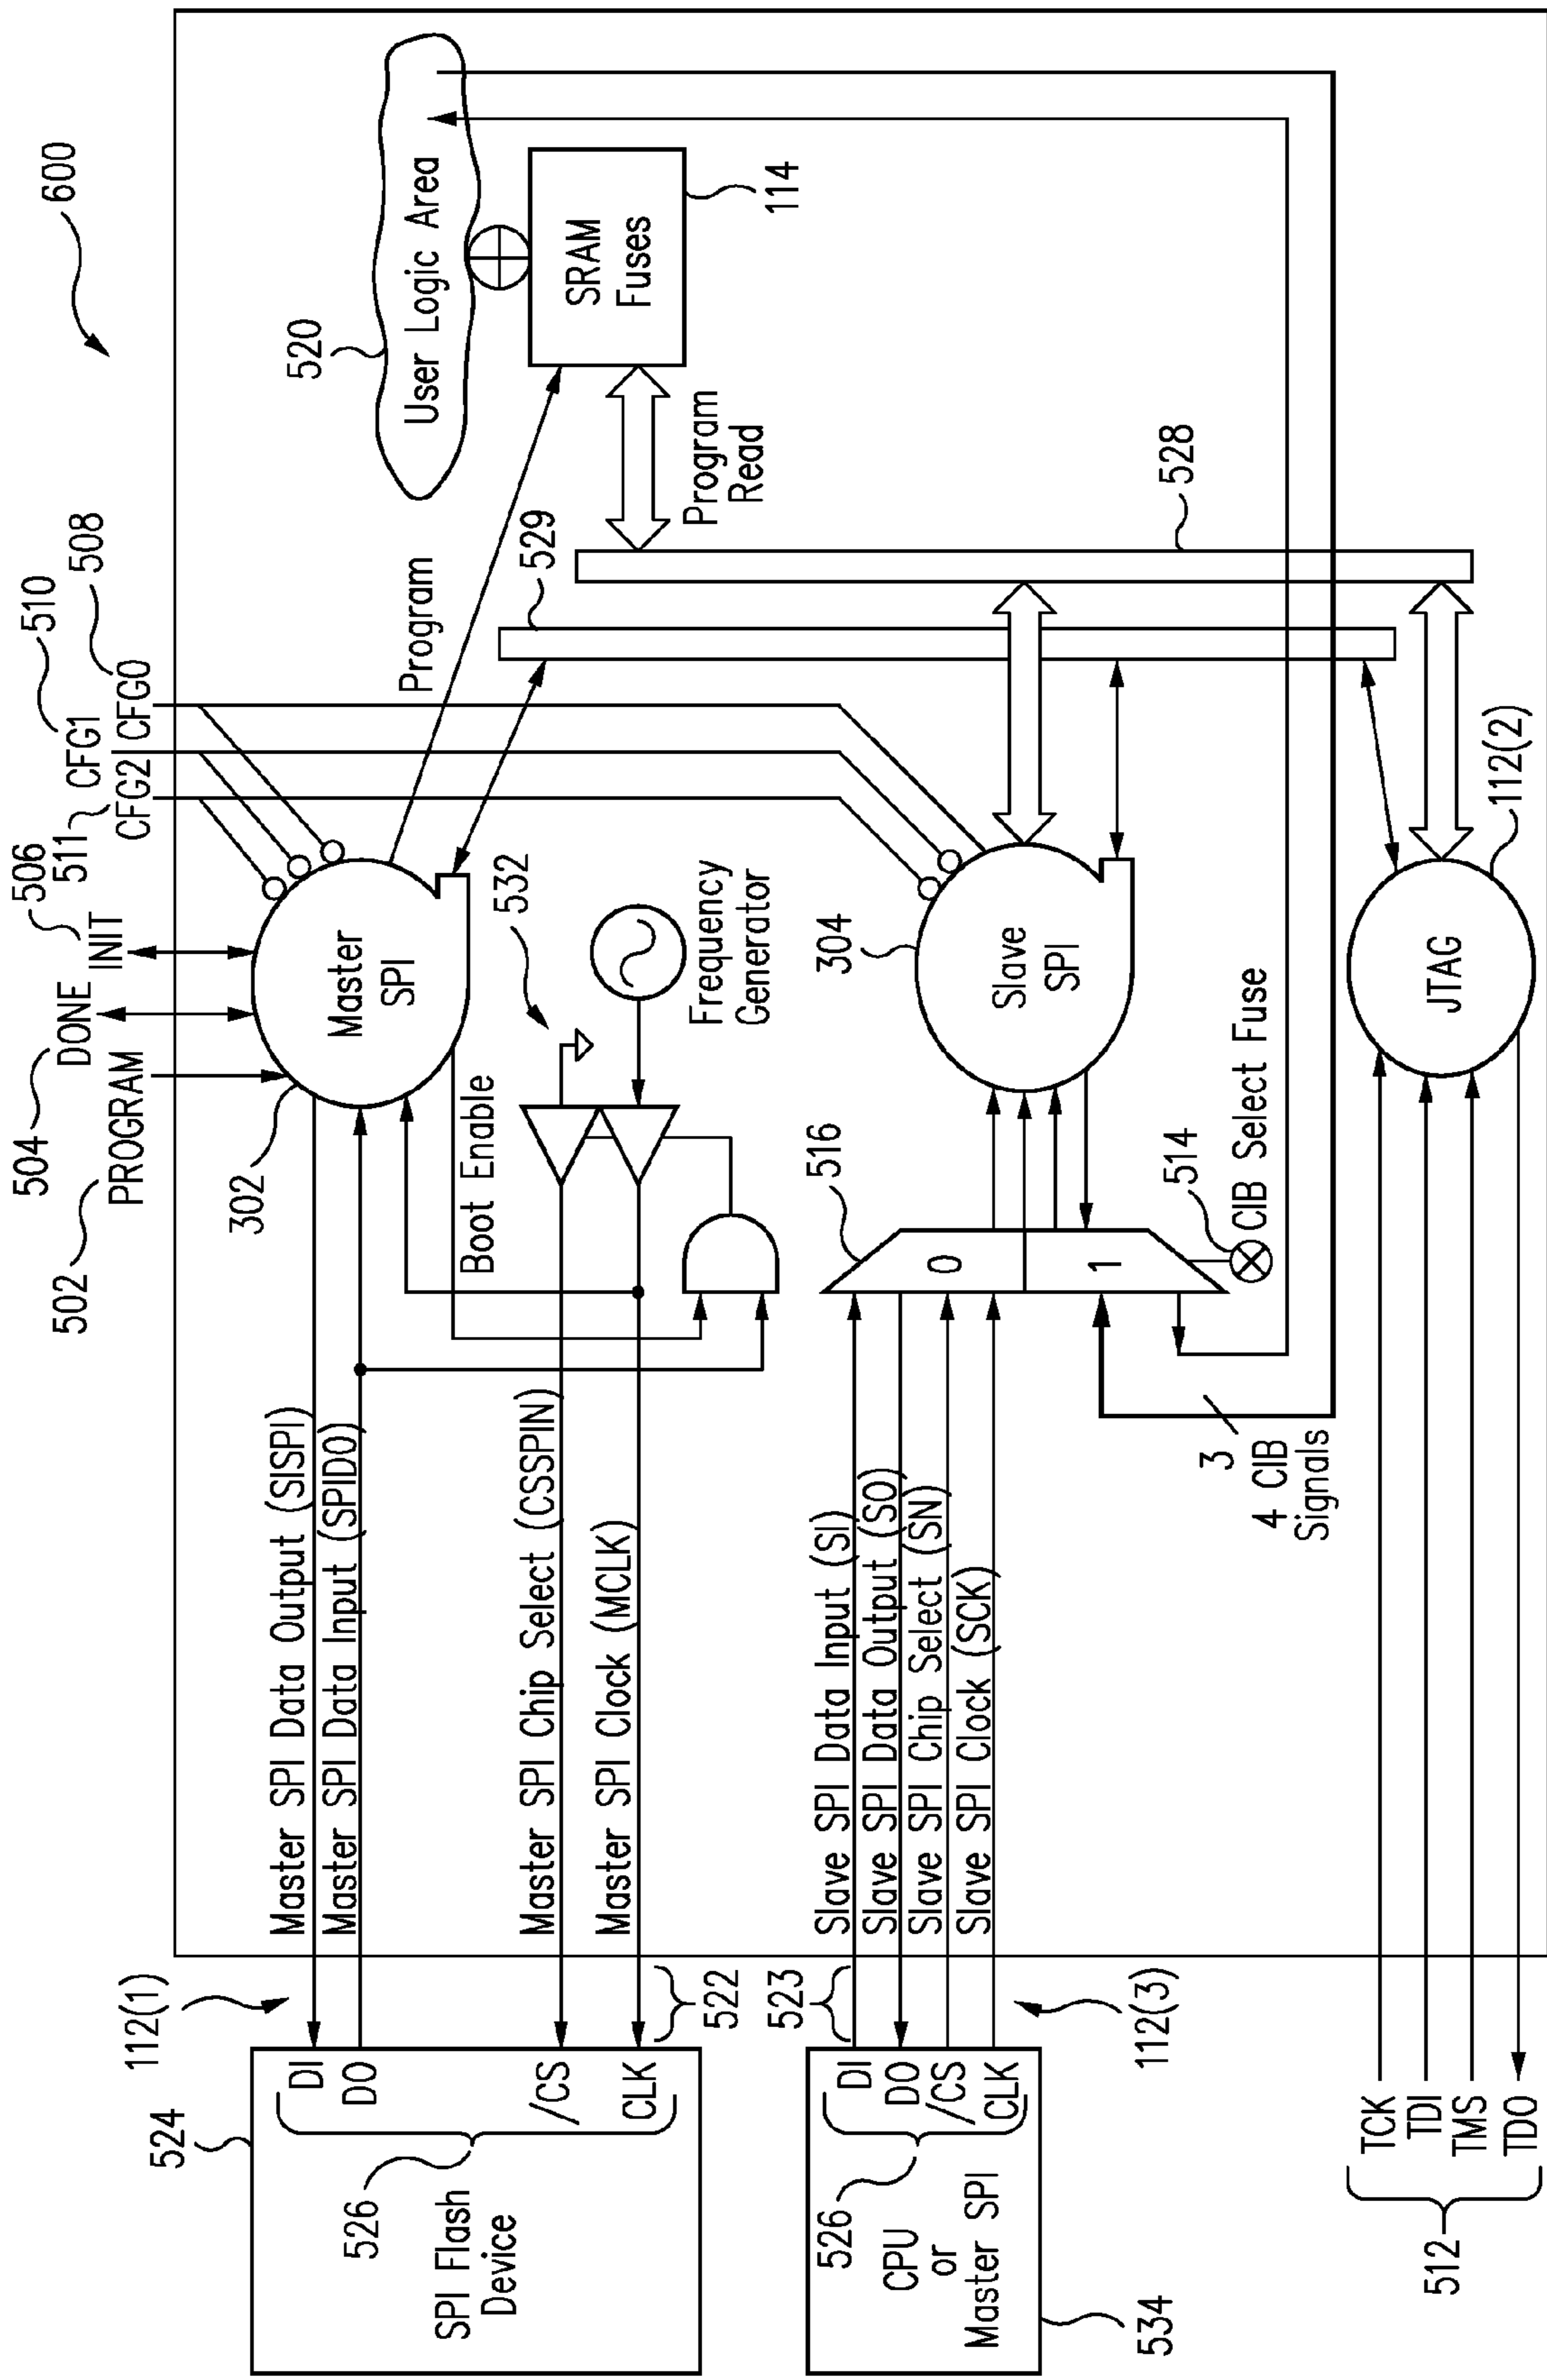 600
502
PROGRAM
504
DONE
506
INIT
511
CFG2
510
CFG1
508
CFG0
112(1)
524
DI
DO
/CS
CLK
526
SPI Flash
Device
522
Master SPI Data Output (SISPI)
Master SPI Data Input (SPIDO)
Master SPI Chip Select (CSSPIN)
Master SPI Clock (MCLK)
302
Master
SPI
Boot Enable
532
Frequency
Generator
Program
520
User Logic Area
SRAM
Fuses
114
Program
Read
529
528
523
DI
DO
/CS
CLK
526
CPU
or
Master SPI
534
112(3)
Slave SPI Data Input (SI)
Slave SPI Data Output (SO)
Slave SPI Chip Select (SN)
Slave SPI Clock (SCK)
516
0
1
304
Slave
SPI
514
CIB Select Fuse
3
4 CIB
Signals
TCK
TDI
TMS
TDO
512
JTAG
112(2)